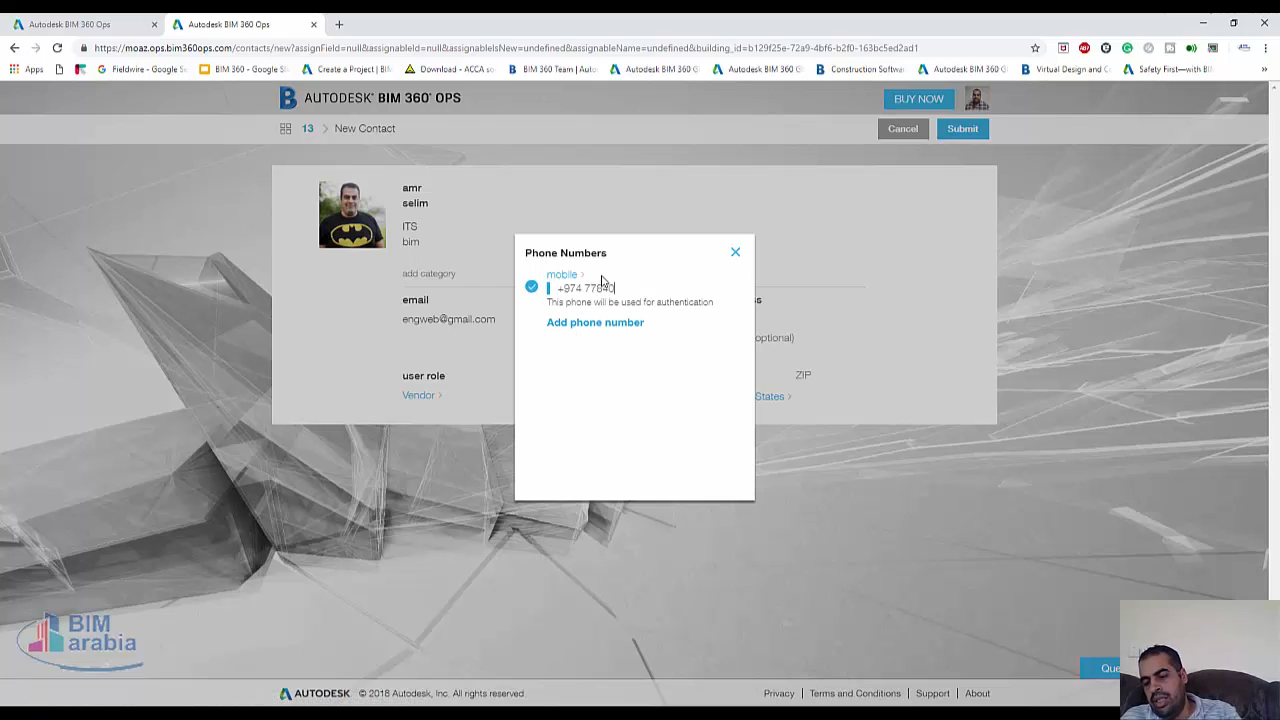 Autodesk BIM 360 Ops
Autodesk BIM 360 Ops
https://moaz.ops.bim360ops.com/contacts/new?assignField=null&assignableId=null&assignableIsNew=undefined&assignableName=undefined&building_id=b129f25e-72a9-4bf6-b2f0-163bc5ed2ad1
Apps
Fieldwire - Google S
BIM 360 - Google Sl
Create a Project | BI
Download - ACCA so
BIM 360 Team | Auto
Autodesk BIM 360 G
Autodesk BIM 360 G
Construction Softwa
Autodesk BIM 360 G
Virtual Design and C
Safety First—with BI
AUTODESK® BIM 360® OPS
BUY NOW
13 > New Contact
Cancel
Submit
amr
selim
ITS
bim
add category
email
engweb@gmail.com
user role
Vendor >
Phone Numbers
mobile >
+974 77
This phone will be used for authentication
Add phone number
s
(optional)
ZIP
States >
BIM
arabia
Que
AUTODESK © 2018 Autodesk, Inc. All rights reserved
Privacy | Terms and Conditions | Support | About